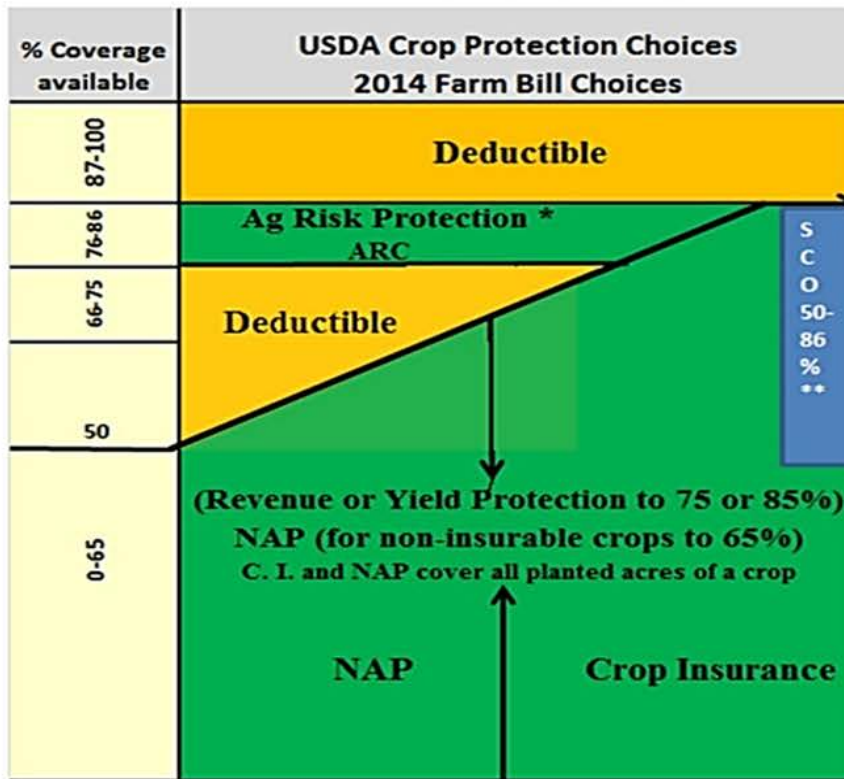 % Coverage
available
USDA Crop Protection Choices
2014 Farm Bill Choices
87-100
Deductible
76-86
Ag Risk Protection *
ARC
66-75
Deductible
S
C
O
50-
86
%
**
50
(Revenue or Yield Protection to 75 or 85%)
NAP (for non-insurable crops to 65%)
C. I. and NAP cover all planted acres of a crop
0-65
NAP
Crop Insurance